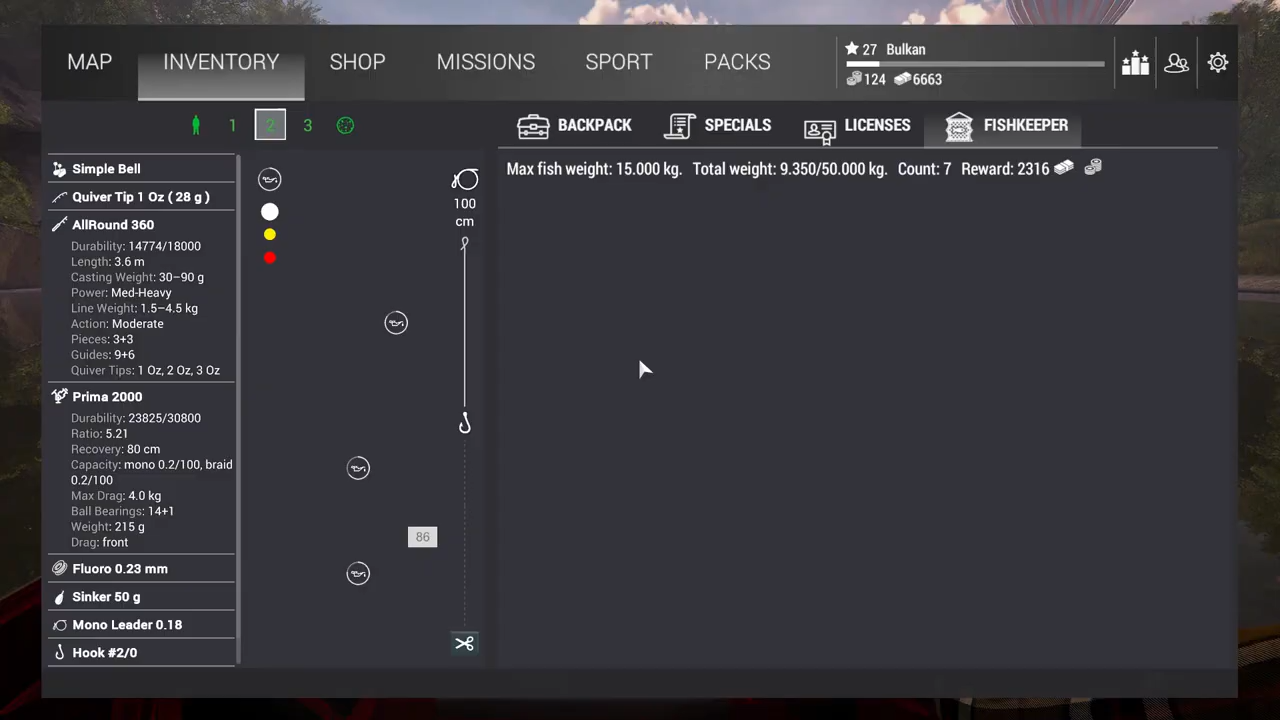 MAP INVENTORY SHOP MISSIONS SPORT PACKS
27 Bulkan
124 6663
1 2 3
BACKPACK SPECIALS LICENSES FISHKEEPER
Max fish weight: 15.000 kg. Total weight: 9.350/50.000 kg. Count: 7 Reward: 2316
Simple Bell
Quiver Tip 1 Oz ( 28 g )
AllRound 360
Durability: 14774/18000
Length: 3.6 m
Casting Weight: 30–90 g
Power: Med-Heavy
Line Weight: 1.5–4.5 kg
Action: Moderate
Pieces: 3+3
Guides: 9+6
Quiver Tips: 1 Oz, 2 Oz, 3 Oz
Prima 2000
Durability: 23825/30800
Ratio: 5.21
Recovery: 80 cm
Capacity: mono 0.2/100, braid
0.2/100
Max Drag: 4.0 kg
Ball Bearings: 14+1
Weight: 215 g
Drag: front
Fluoro 0.23 mm
Sinker 50 g
Mono Leader 0.18
Hook #2/0
100
cm
86